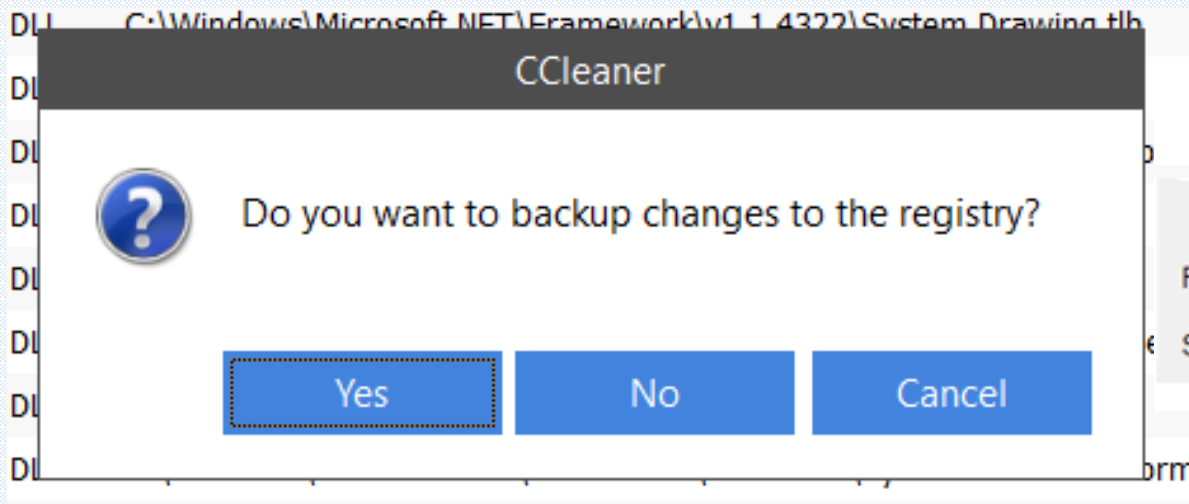 DLL C:\Windows\Microsoft.NET\Framework\v1.1.4322\System.Drawing.tlb
CCleaner
Do you want to backup changes to the registry?
Yes No Cancel